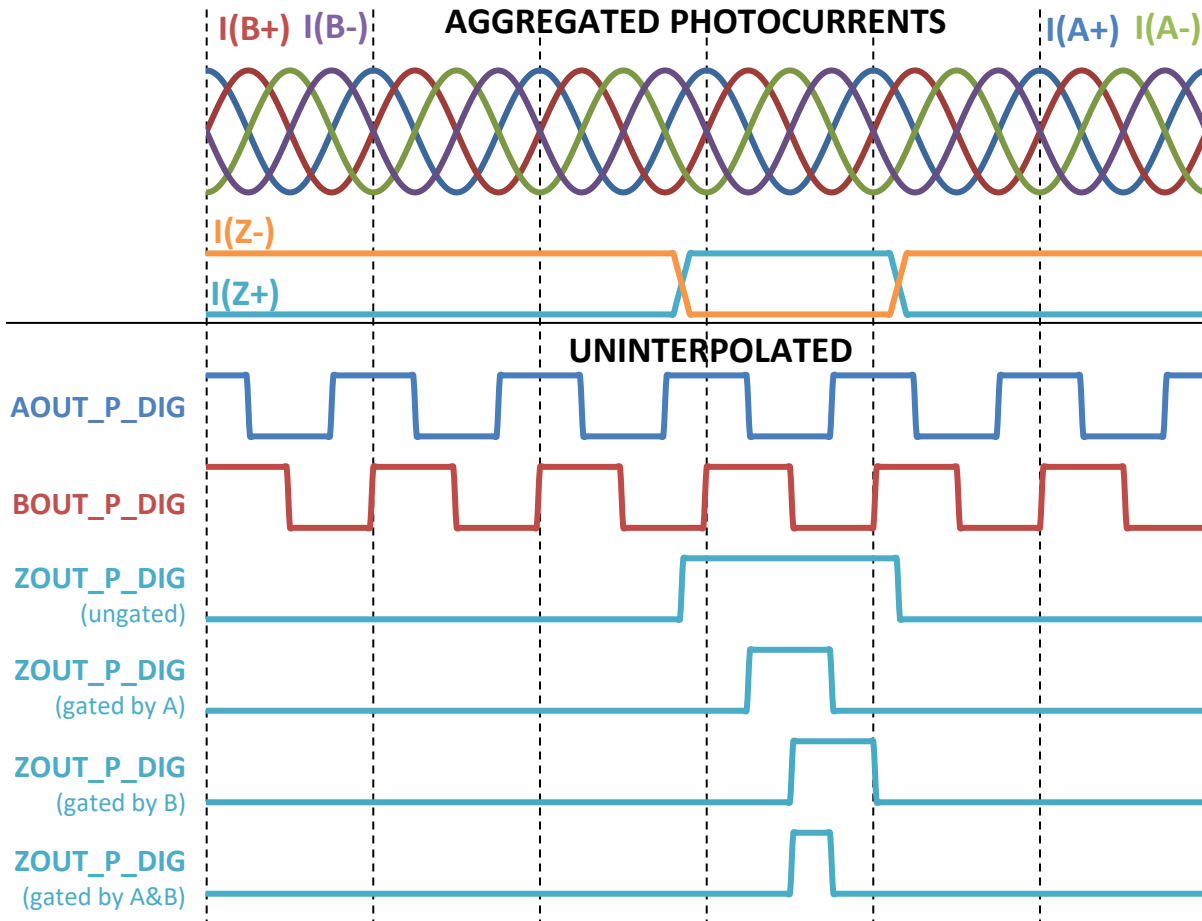 I(B+) I(B-) AGGREGATED PHOTOCURRENTS I(A+) I(A-)
I(Z-)
I(Z+)
UNINTERPOLATED
AOUT_P_DIG
BOUT_P_DIG
ZOUT_P_DIG
(ungated)
ZOUT_P_DIG
(gated by A)
ZOUT_P_DIG
(gated by B)
ZOUT_P_DIG
(gated by A&B)